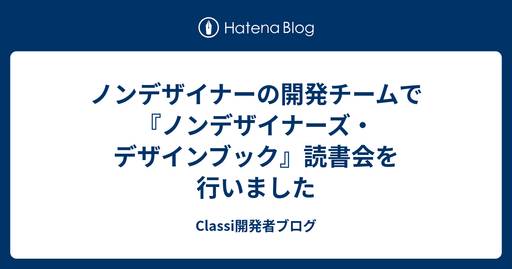 Hatena Blog
ノンデザイナーの開発チームで
『ノンデザイナーズ・
デザインブック』読書会を
行いました
Classi開発者ブログ